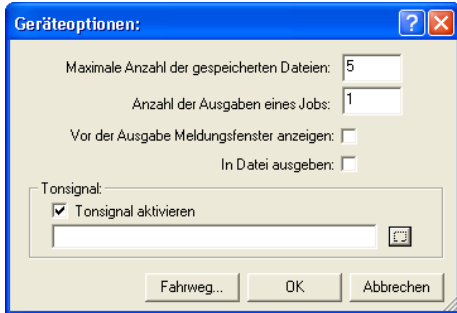 Geräteoptionen:
Maximale Anzahl der gespeicherten Dateien: 5
Anzahl der Ausgaben eines Jobs: 1
Vor der Ausgabe Meldungsfenster anzeigen:
In Datei ausgeben:
Tonsignal:
Tonsignal aktivieren
Fahrweg... OK Abbrechen